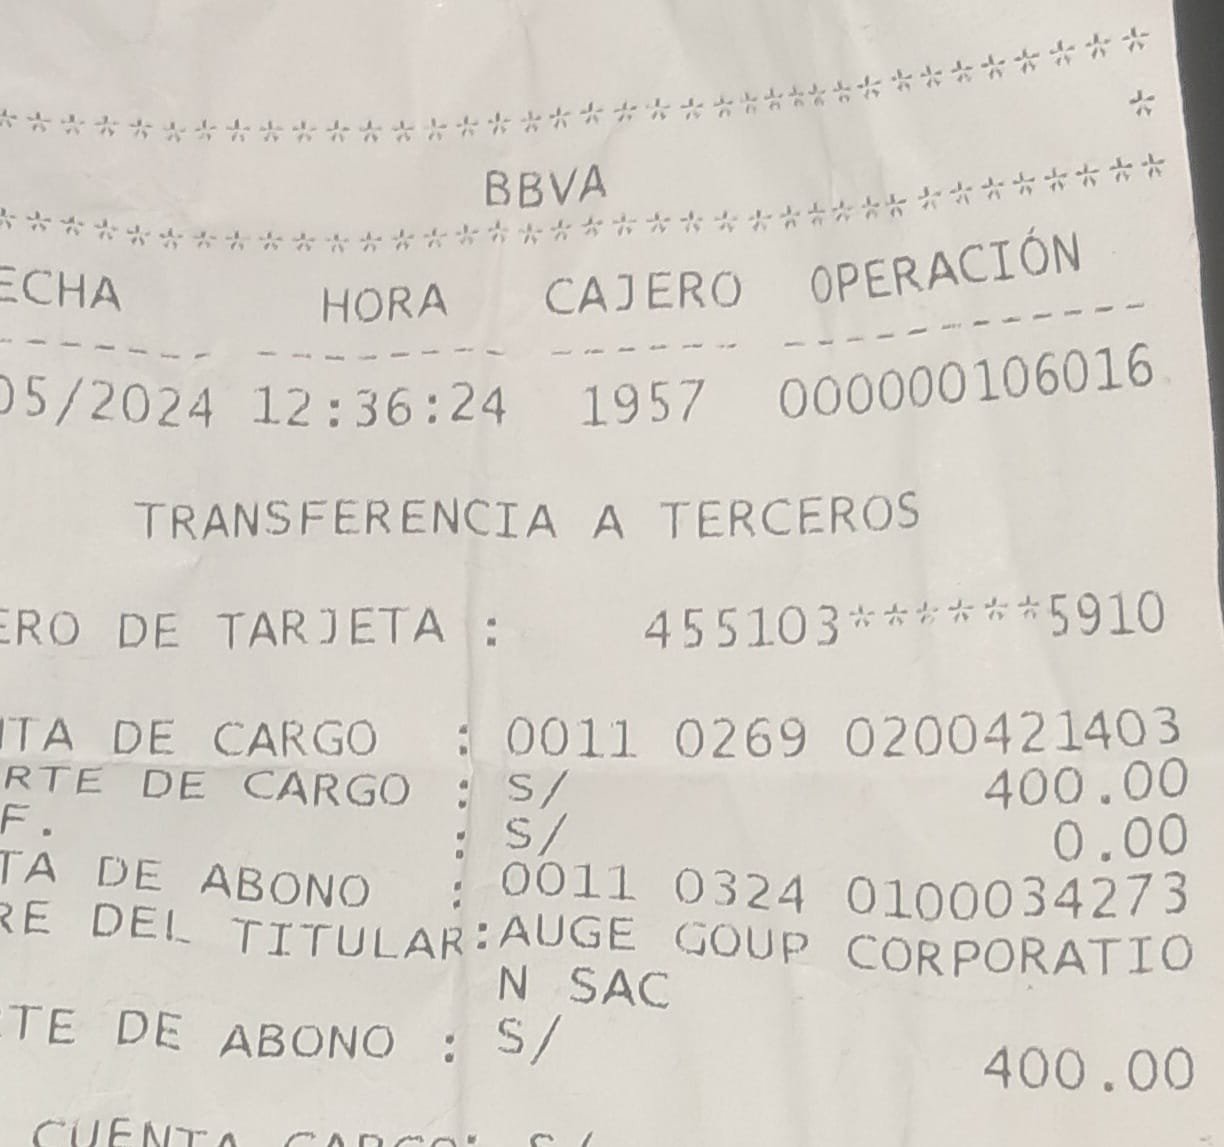 ***********************************
*
BBVA
***********************************
ECHA HORA CAJERO OPERACIÓN
------- -------- ------ -----------
05/2024 12:36:24 1957 000000106016
TRANSFERENCIA A TERCEROS
ERO DE TARJETA : 455103******5910
NTA DE CARGO : 0011 0269 0200421403
RTE DE CARGO : S/ 400.00
F. : S/ 0.00
TA DE ABONO : 0011 0324 0100034273
RE DEL TITULAR:AUGE GOUP CORPORATIO
N SAC
TE DE ABONO : S/ 400.00
CUENTA CARGO: S/